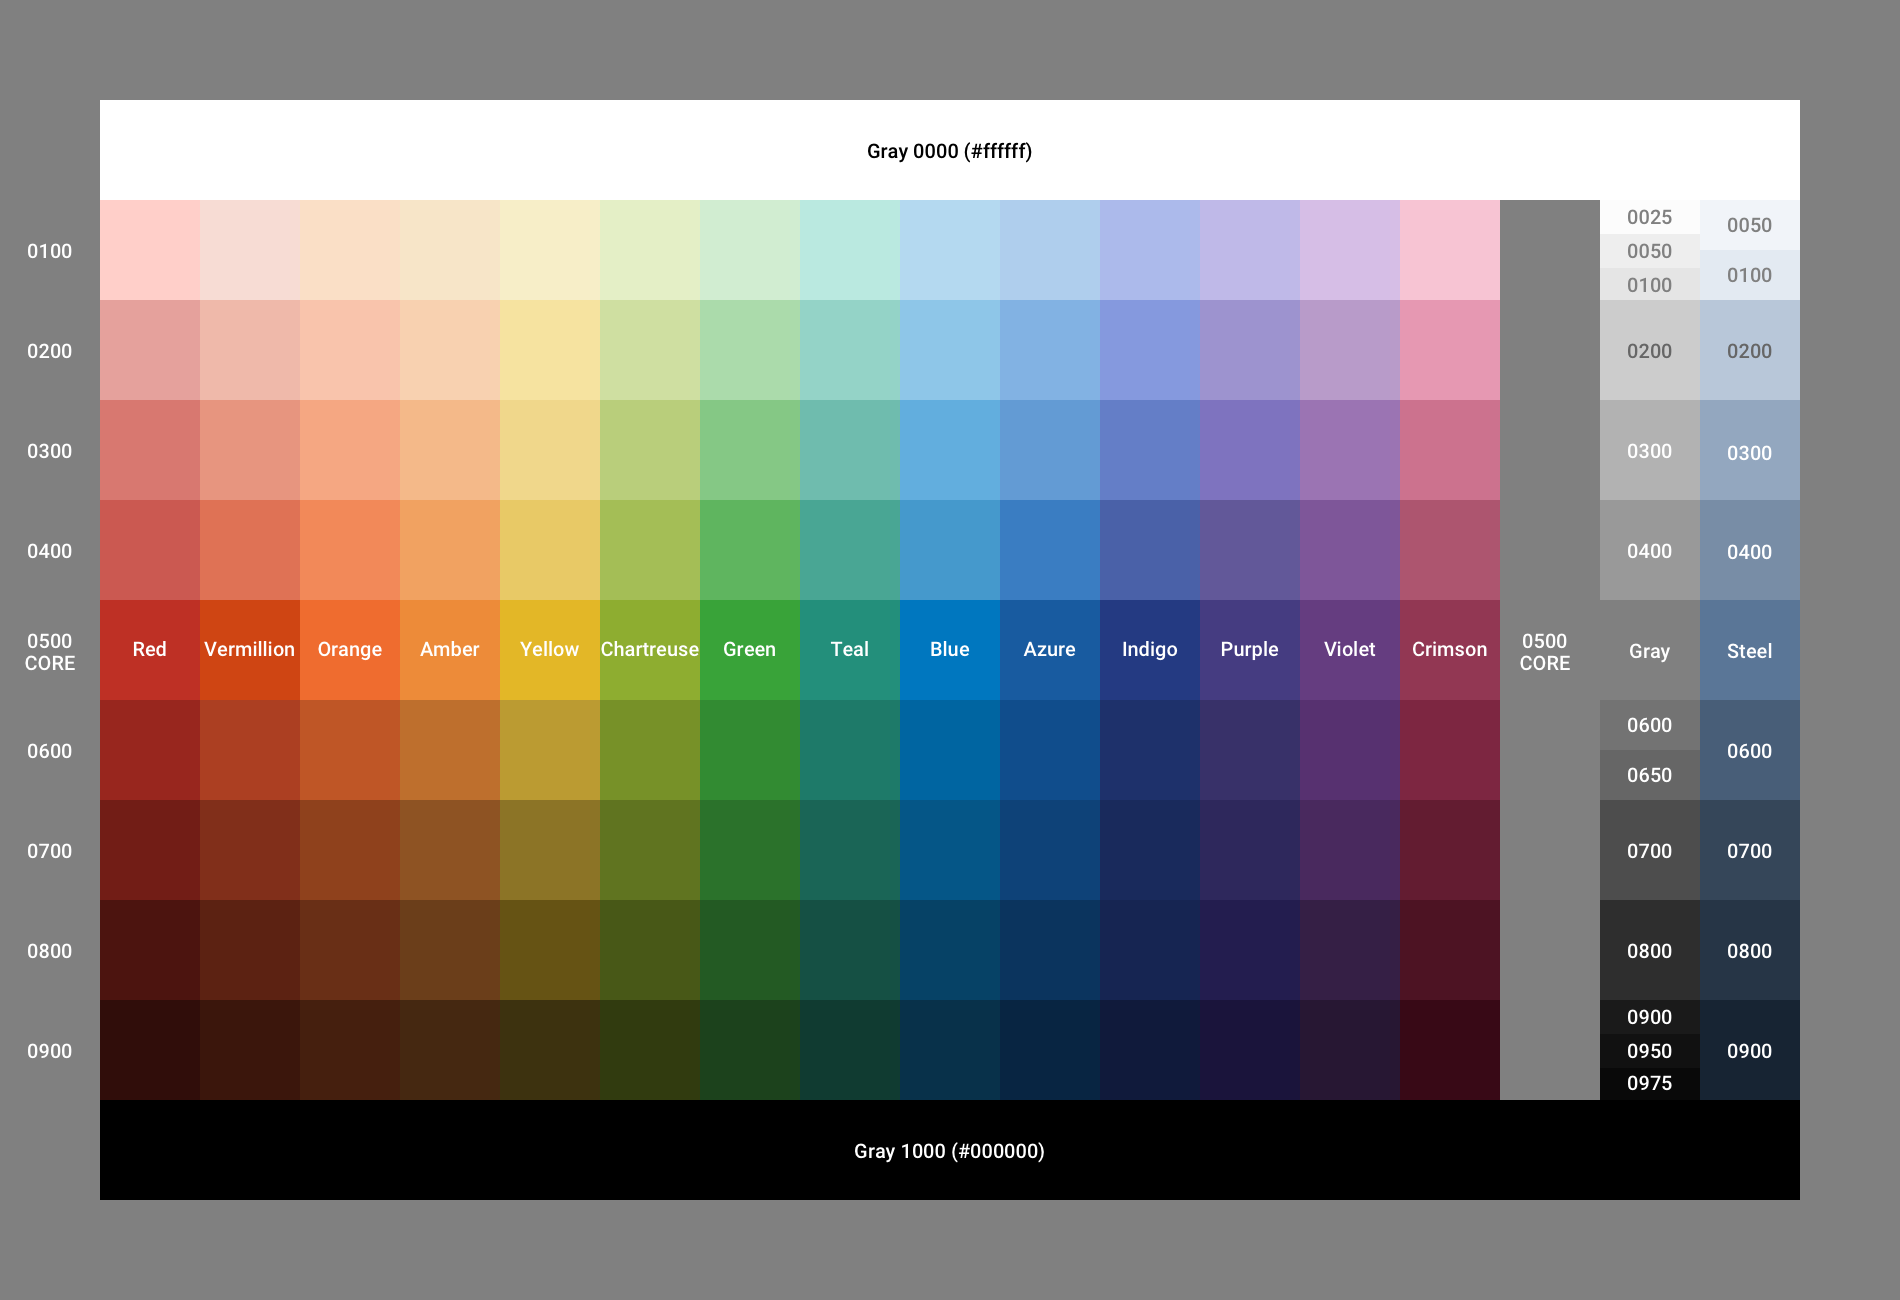 Gray 0000 (#ffffff)
0025
0050
0100
0050
0050
0100
0100
0200
0200
0200
0300
0300
0300
0400
0400
0400
0500
CORE
Red
Vermillion
Orange
Amber
Yellow
Chartreuse
Green
Teal
Blue
Azure
Indigo
Purple
Violet
Crimson
0500
CORE
Gray
Steel
0600
0600
0650
0600
0700
0700
0700
0800
0800
0800
0900
0900
0950
0975
0900
Gray 1000 (#000000)